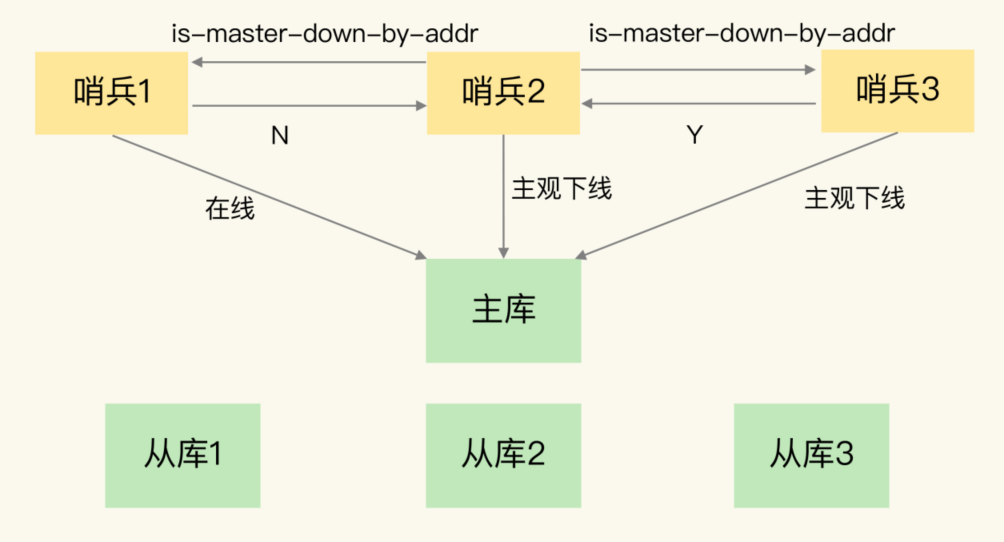 is-master-down-by-addr
is-master-down-by-addr
哨兵1
哨兵2
哨兵3
N
Y
在线
主观下线
主观下线
主库
从库1
从库2
从库3